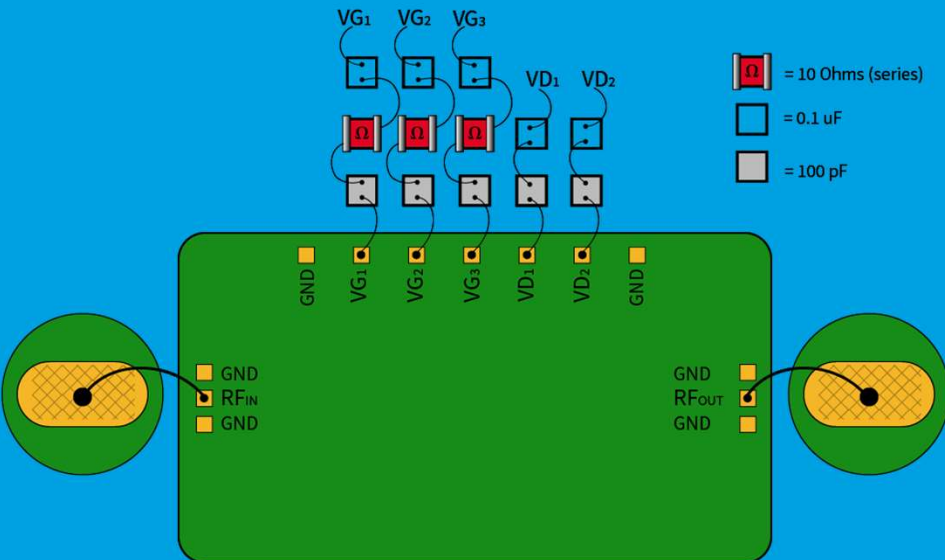 VG1 VG2 VG3
VD1 VD2
Ω = 10 Ohms (series)
= 0.1 uF
= 100 pF
Ω Ω Ω
GND VG1 VG2 VG3 VD1 VD2 GND
GND
RFIN
GND
GND
RFOUT
GND